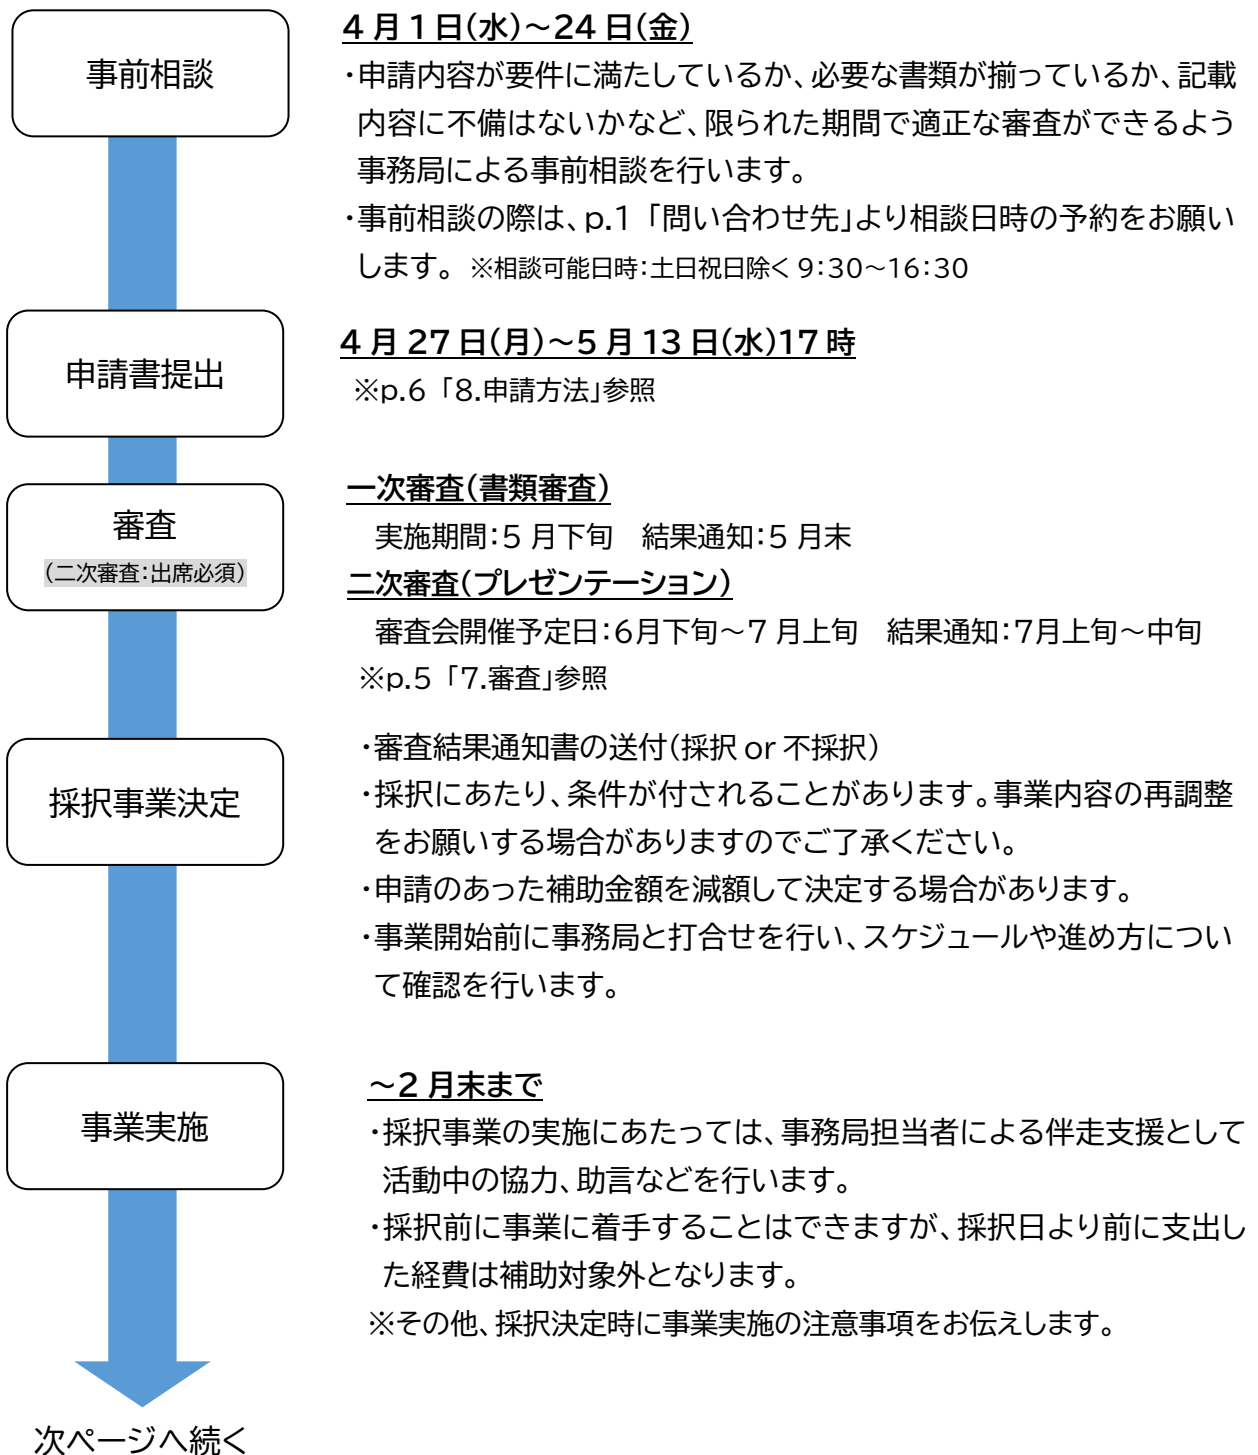 事前相談
4月1日(水)～24日(金)
・申請内容が要件に満たしているか、必要な書類が揃っているか、記載
内容に不備はないかなど、限られた期間で適正な審査ができるよう
事務局による事前相談を行います。
・事前相談の際は、p.1「問い合わせ先」より相談日時の予約をお願い
します。 ※相談可能日時：土日祝日除く9：30～16：30
申請書提出
4月27日(月)～5月13日(水)17時
※p.6「8.申請方法」参照
審査
(二次審査：出席必須)
一次審査(書類審査)
実施期間：5月下旬　結果通知：5月末
二次審査(プレゼンテーション)
審査会開催予定日：6月下旬～7月上旬　結果通知：7月上旬～中旬
※p.5「7.審査」参照
採択事業決定
・審査結果通知書の送付(採択or不採択)
・採択にあたり、条件が付されることがあります。事業内容の再調整
をお願いする場合がありますのでご了承ください。
・申請のあった補助金額を減額して決定する場合があります。
・事業開始前に事務局と打合せを行い、スケジュールや進め方につい
て確認を行います。
事業実施
～2月末まで
・採択事業の実施にあたっては、事務局担当者による伴走支援として
活動中の協力、助言などを行います。
・採択前に事業に着手することはできますが、採択日より前に支出し
た経費は補助対象外となります。
※その他、採択決定時に事業実施の注意事項をお伝えします。
次ページへ続く